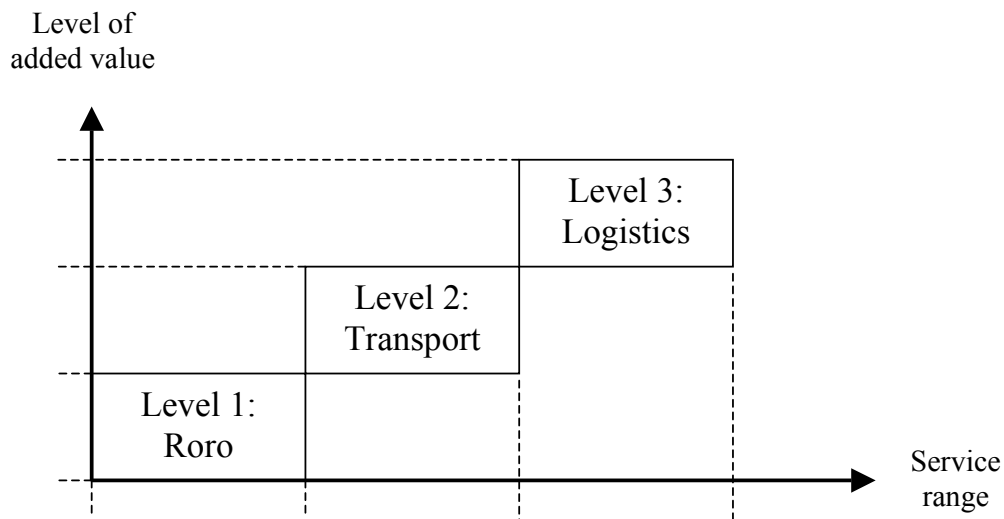 Level of
added value
Level 3:
Logistics
Level 2:
Transport
Level 1:
Roro
Service
range